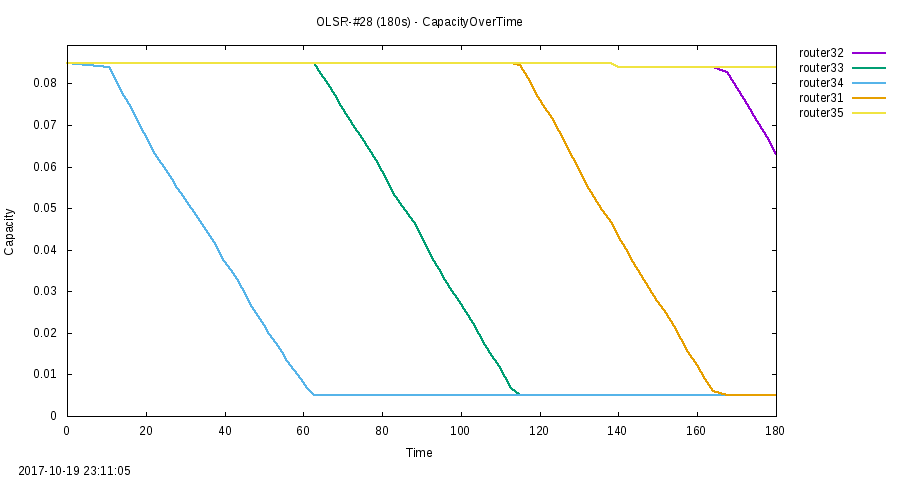 OLSR-#28 (180s) - CapacityOverTime
router32
router33
router34
router31
router35
0.08
0.07
0.06
0.05
0.04
0.03
0.02
0.01
0
Capacity
0 20 40 60 80 100 120 140 160 180
Time
2017-10-19 23:11:05